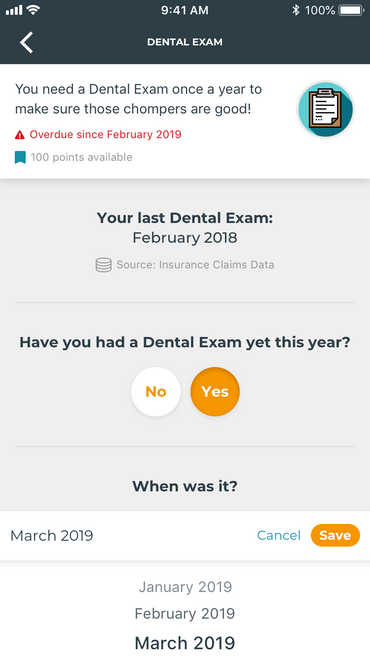 9:41 AM
100%
DENTAL EXAM
You need a Dental Exam once a year to
make sure those chompers are good!
Overdue since February 2019
100 points available
Your last Dental Exam:
February 2018
Source: Insurance Claims Data
Have you had a Dental Exam yet this year?
No
Yes
When was it?
March 2019
Cancel
Save
January 2019
February 2019
March 2019